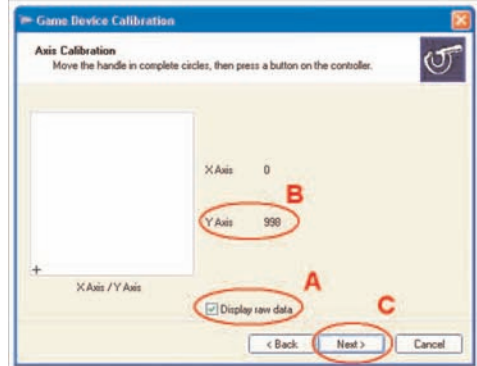 Game Device Calibration
Axis Calibration
Move the handle in complete circles, then press a button on the controller.
X Axis 0
B
Y Axis 998
X Axis / Y Axis
A
Display raw data
C
< Back Next > Cancel